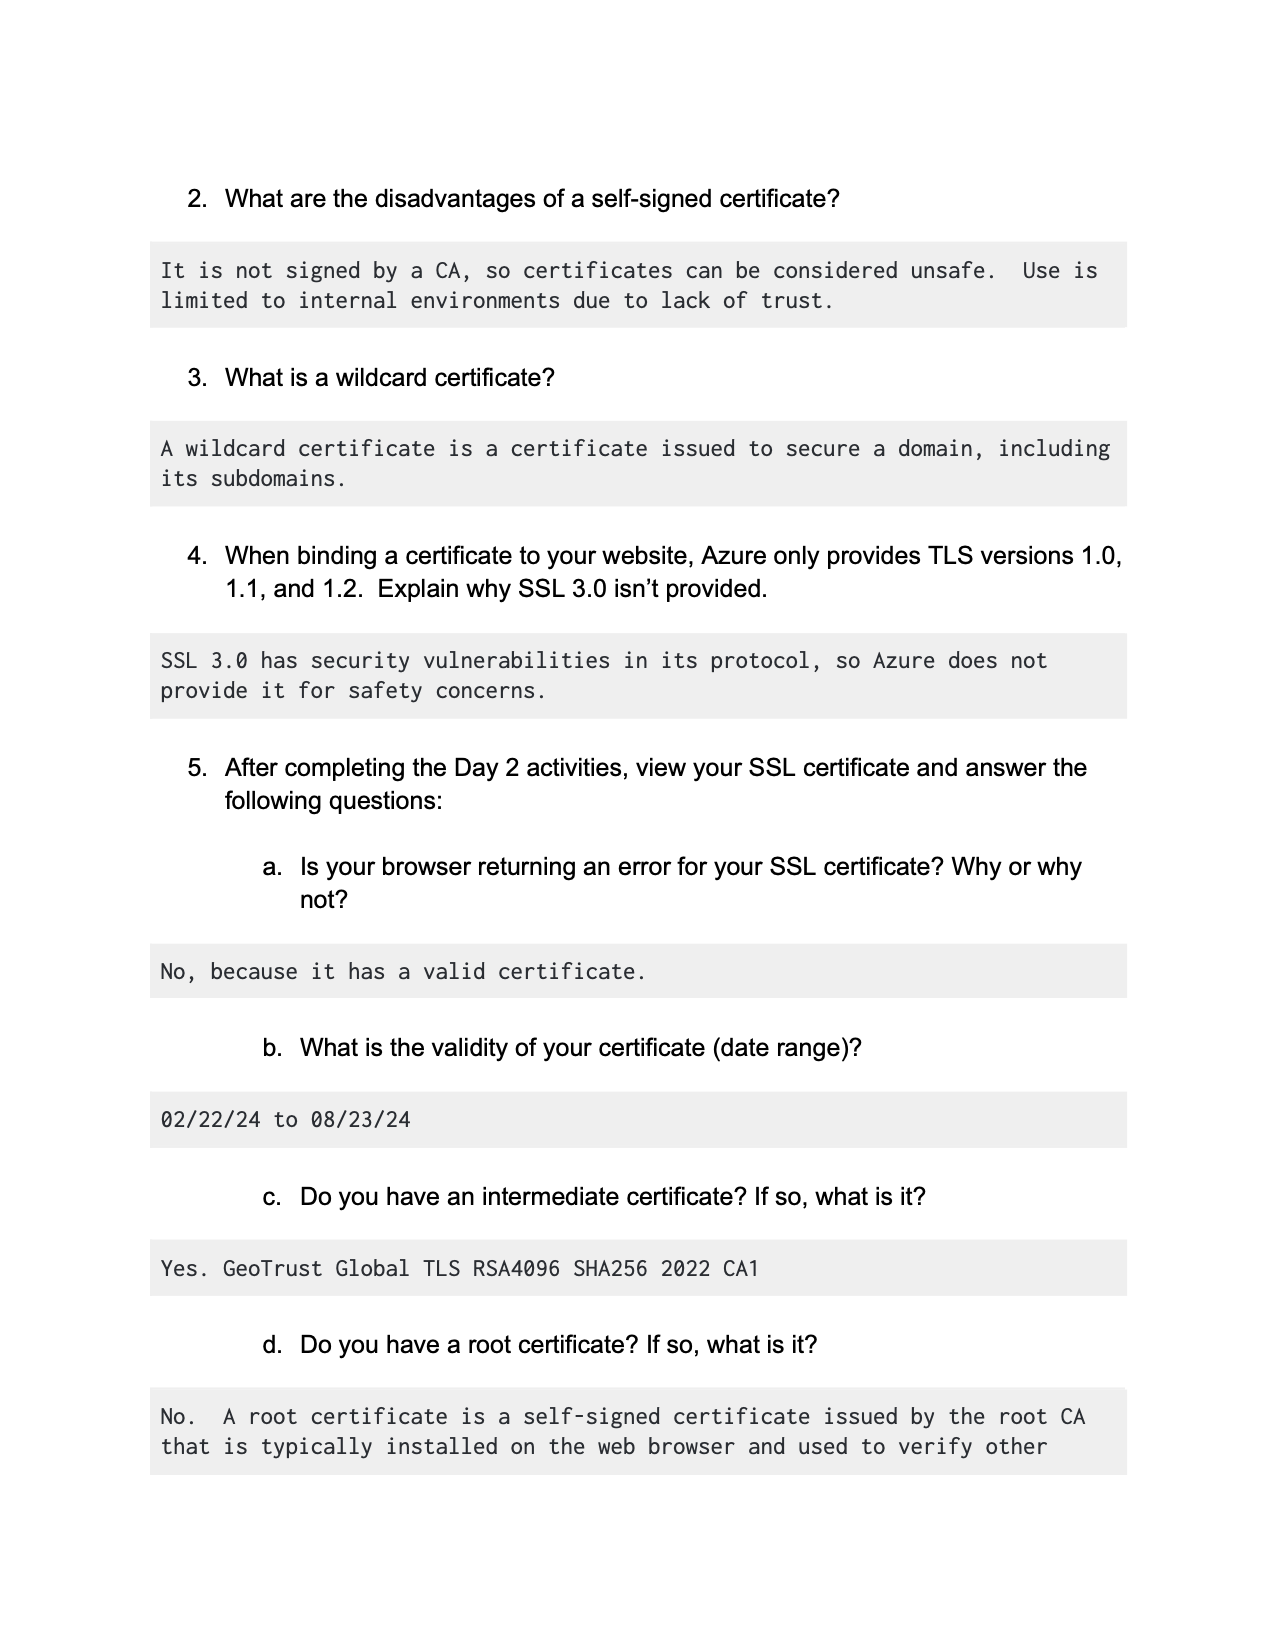 2. What are the disadvantages of a self-signed certificate?
It is not signed by a CA, so certificates can be considered unsafe.  Use is
limited to internal environments due to lack of trust.
3. What is a wildcard certificate?
A wildcard certificate is a certificate issued to secure a domain, including
its subdomains.
4. When binding a certificate to your website, Azure only provides TLS versions 1.0,
1.1, and 1.2.  Explain why SSL 3.0 isn’t provided.
SSL 3.0 has security vulnerabilities in its protocol, so Azure does not
provide it for safety concerns.
5. After completing the Day 2 activities, view your SSL certificate and answer the
following questions:
a. Is your browser returning an error for your SSL certificate? Why or why
not?
No, because it has a valid certificate.
b. What is the validity of your certificate (date range)?
02/22/24 to 08/23/24
c. Do you have an intermediate certificate? If so, what is it?
Yes. GeoTrust Global TLS RSA4096 SHA256 2022 CA1
d. Do you have a root certificate? If so, what is it?
No.  A root certificate is a self-signed certificate issued by the root CA
that is typically installed on the web browser and used to verify other